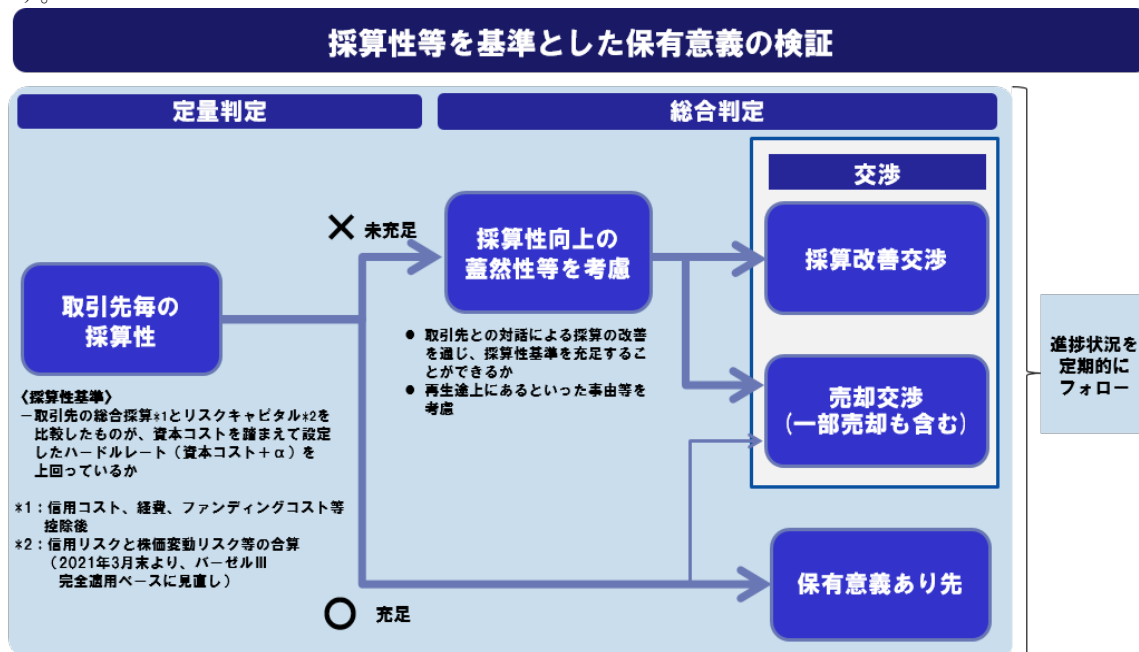 す。
採算性等を基準とした保有意義の検証
定量判定
総合判定
交渉
✕ 未充足
取引先毎の
採算性
採算性向上の
蓋然性等を考慮
採算改善交渉
● 取引先との対話による採算の改善
を通じ、採算性基準を充足するこ
とができるか
● 再生途上にあるといった事由等を
考慮
売却交渉
(一部売却も含む)
進捗状況を
定期的に
フォロー
〈採算性基準〉
－取引先の総合採算*1とリスクキャピタル*2を
比較したものが、資本コストを踏まえて設定
したハードルレート（資本コスト＋α）を
上回っているか
*1：信用コスト、経費、ファンディングコスト等
控除後
*2：信用リスクと株価変動リスク等の合算
（2021年3月末より、バーゼルⅢ
完全適用ベースに見直し）
保有意義あり先
○ 充足